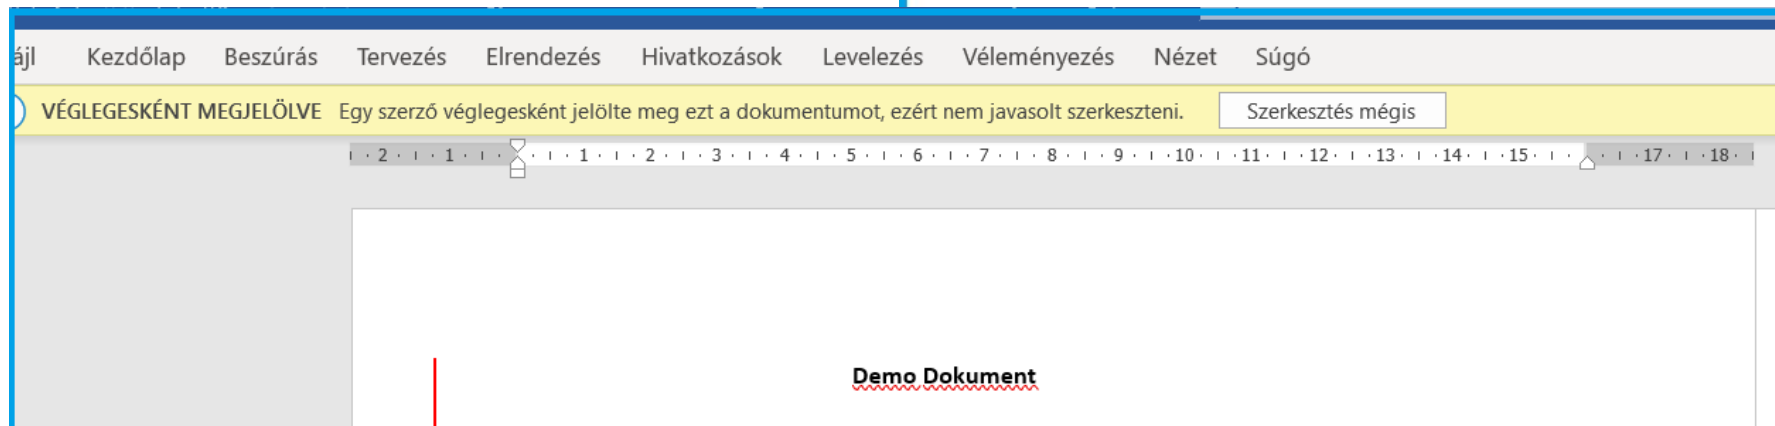 ájl Kezdőlap Beszúrás Tervezés Elrendezés Hivatkozások Levelezés Véleményezés Nézet Súgó
VÉGLEGESKÉNT MEGJELÖLVE Egy szerző véglegesként jelölte meg ezt a dokumentumot, ezért nem javasolt szerkeszteni. Szerkesztés mégis
2 1 1 2 3 4 5 6 7 8 9 10 11 12 13 14 15 17 18
Demo Dokument